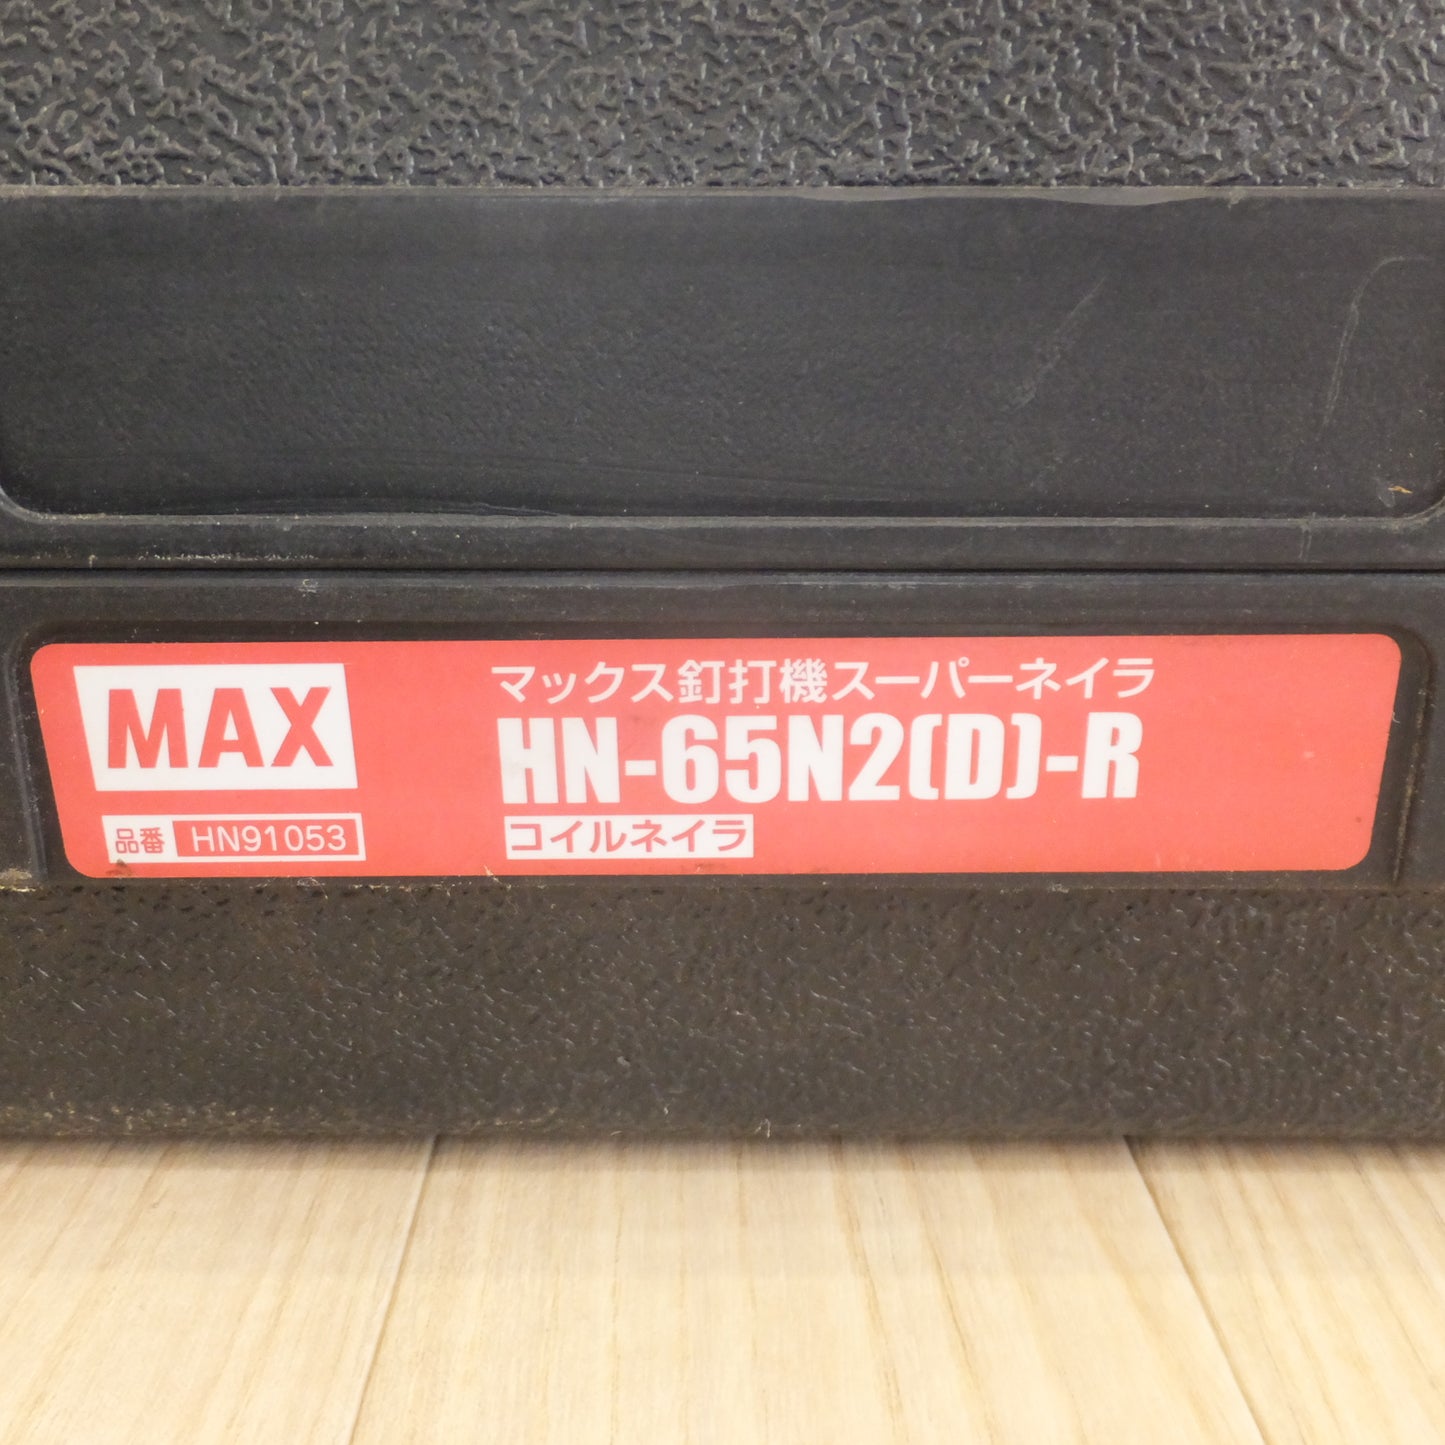 MAX
品番 HN91053
マックス釘打機スーパーネイラ
HN-65N2(D)-R
コイルネイラ